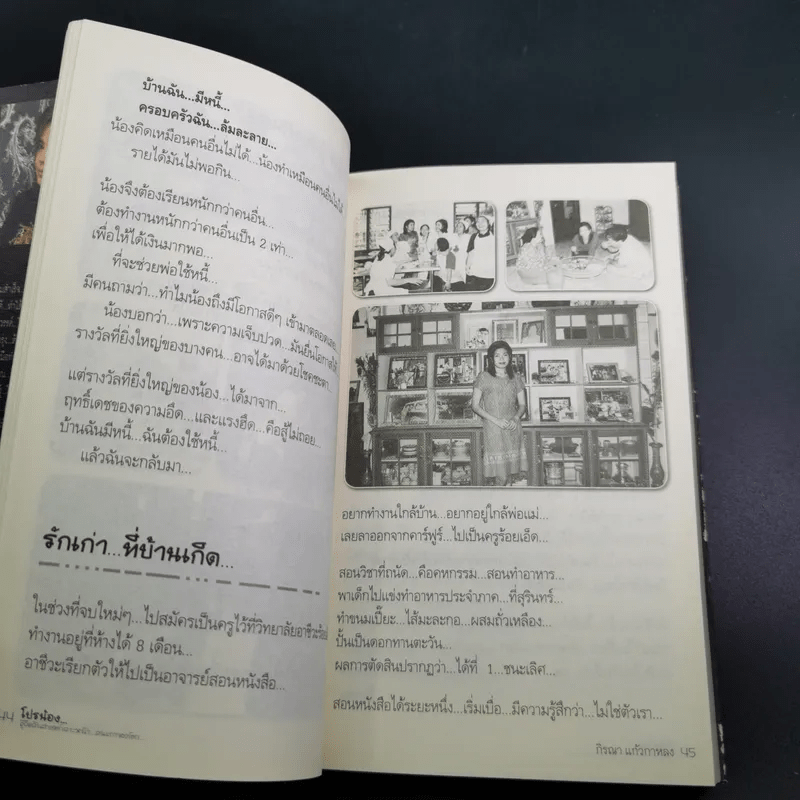 บ้านฉัน...มีหนี้...
ครอบครัวฉัน...ล้มละลาย...
น้องคิดเหมือนคนอื่นไม่ได้...น้องทำเหมือนคนอื่นไม่ได้
รายได้มันไม่พอกิน...
น้องจึงต้องเรียนหนักกว่าคนอื่น...
ต้องทำงานหนักกว่าคนอื่นเป็น 2 เท่า...
เพื่อให้ได้เงินมากพอ...
ที่จะช่วยพ่อใช้หนี้...
มีคนถามว่า...ทำไมน้องถึงมีโอกาสดีๆ เข้ามาตลอดเลย
น้องบอกว่า...เพราะความเจ็บปวด...มันยื่นโอกาสให้
รางวัลที่ยิ่งใหญ่ของบางคน...อาจได้มาด้วยโชคชะตา...
แต่รางวัลที่ยิ่งใหญ่ของน้อง...ได้มาจาก...
ฤทธิ์เดชของความอึด...และแรงฮึด...คือสู้ไม่ถอย...
บ้านฉันมีหนี้...ฉันต้องใช้หนี้...
แล้วฉันจะกลับมา...
รักเก่า...ที่บ้านเกิด...
ในช่วงที่จบใหม่ๆ...ไปสมัครเป็นครูไว้ที่วิทยาลัยอาชีวะร้อย
ทำงานอยู่ที่ห้างได้ 8 เดือน...
อาชีวะเรียกตัวให้ไปเป็นอาจารย์สอนหนังสือ...
44 โปรน้อง...
อยากทำงานใกล้บ้าน...อยากอยู่ใกล้พ่อแม่...
เลยลาออกจากคาร์ฟูร์...ไปเป็นครูร้อยเอ็ด...
สอนวิชาที่ถนัด...คือคหกรรม...สอนทำอาหาร...
พาเด็กไปแข่งทำอาหารประจำภาค...ที่สุรินทร์...
ทำขนมเปี๊ยะ...ไส้มะละกอ...ผสมถั่วเหลือง...
ปั้นเป็นดอกทานตะวัน...
ผลการตัดสินปรากฏว่า...ได้ที่ 1...ชนะเลิศ...
สอนหนังสือได้ระยะหนึ่ง...เริ่มเบื่อ...มีความรู้สึกว่า...ไม่ใช่ตัวเรา...
กิรณา แก้วกาหลง 45